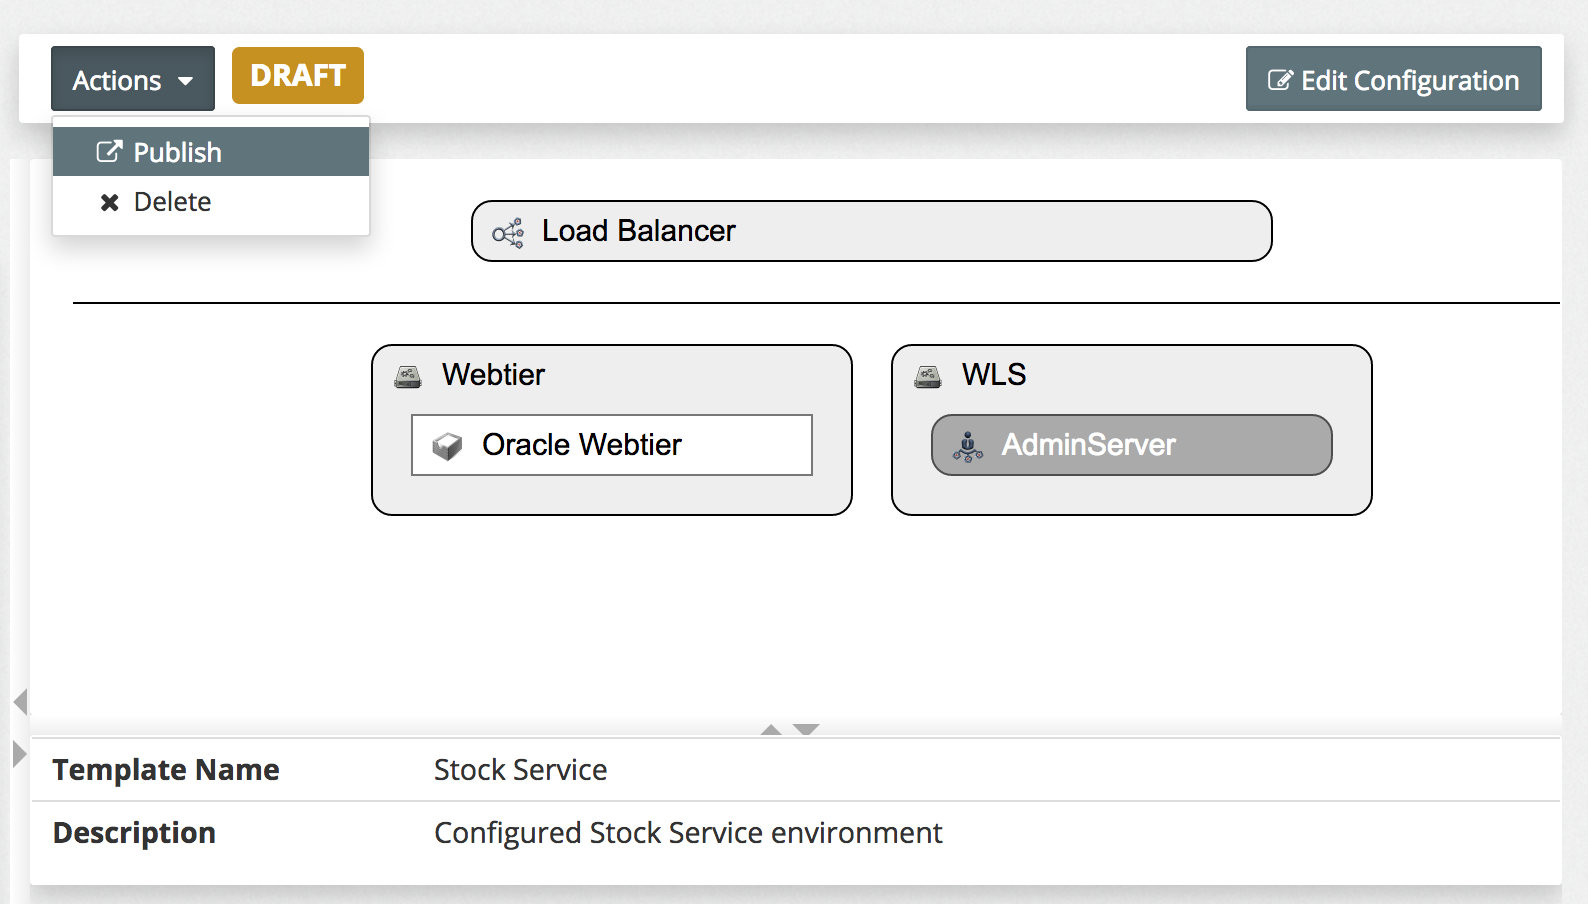 Actions
DRAFT
Edit Configuration
Publish
Delete
Load Balancer
Webtier
WLS
Oracle Webtier
AdminServer
Template Name Stock Service
Description Configured Stock Service environment